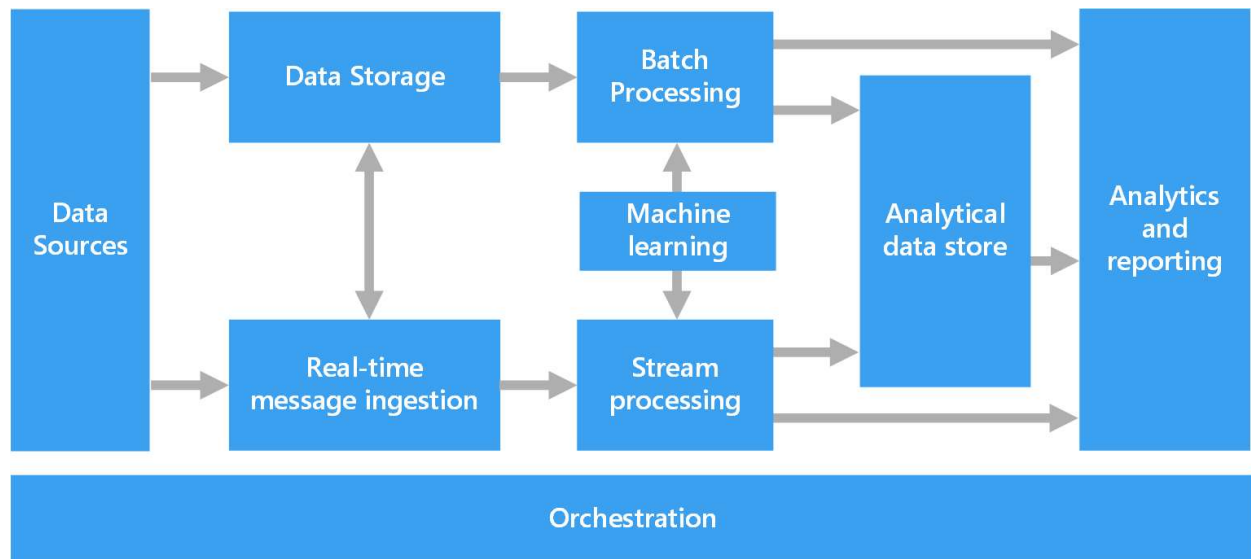 Data
Sources
Data Storage
Real-time
message ingestion
Batch
Processing
Machine
learning
Stream
processing
Analytical
data store
Analytics
and
reporting
Orchestration